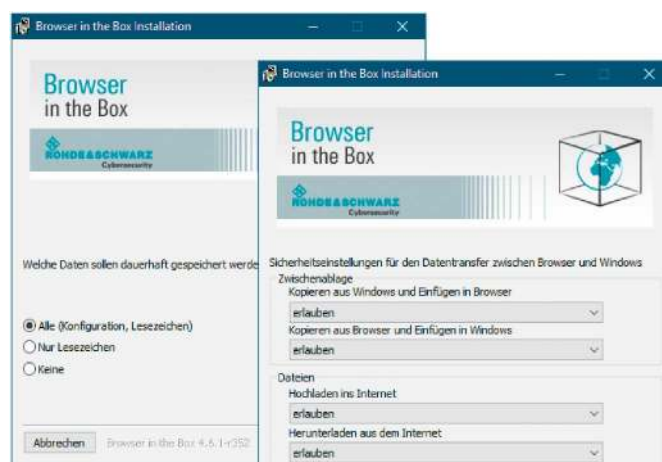 Browser in the Box Installation
Browser
in the Box
ROHDE&SCHWARZ
Cybersecurity
Welche Daten sollen dauerhaft gespeichert werde
Alle (Konfiguration, Lesezeichen)
Nur Lesezeichen
Keine
Abbrechen
Browser in the Box 4.6.1-r352
Browser in the Box Installation
Browser
in the Box
ROHDE&SCHWARZ
Cybersecurity
Sicherheitseinstellungen für den Datentransfer zwischen Browser und Windows
Zwischenablage
Kopieren aus Windows und Einfügen in Browser
erlauben
Kopieren aus Browser und Einfügen in Windows
erlauben
Dateien
Hochladen ins Internet
erlauben
Herunterladen aus dem Internet
erlauben